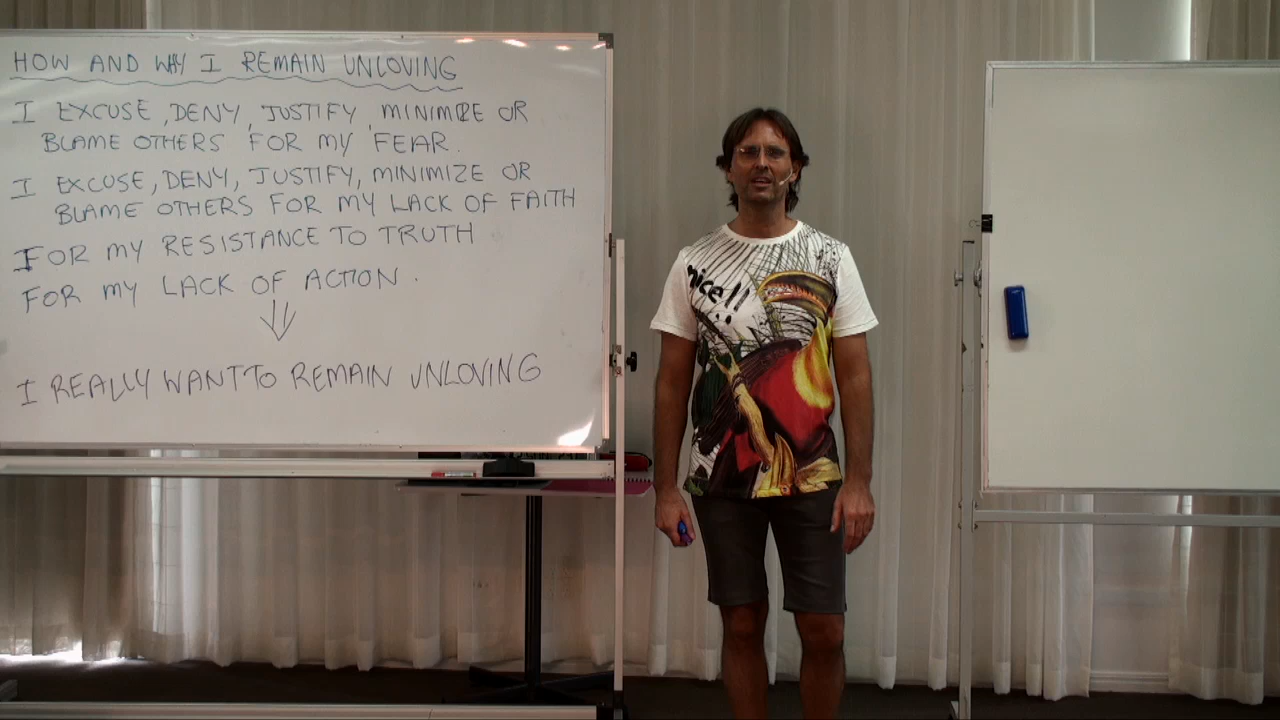 HOW AND WHY I REMAIN UNLOVING
I EXCUSE, DENY, JUSTIFY, MINIMIZE OR
BLAME OTHERS FOR MY FEAR.
I EXCUSE, DENY, JUSTIFY, MINIMIZE OR
BLAME OTHERS FOR MY LACK OF FAITH
FOR MY RESISTANCE TO TRUTH
FOR MY LACK OF ACTION.
I REALLY WANT TO REMAIN UNLOVING
nice!!